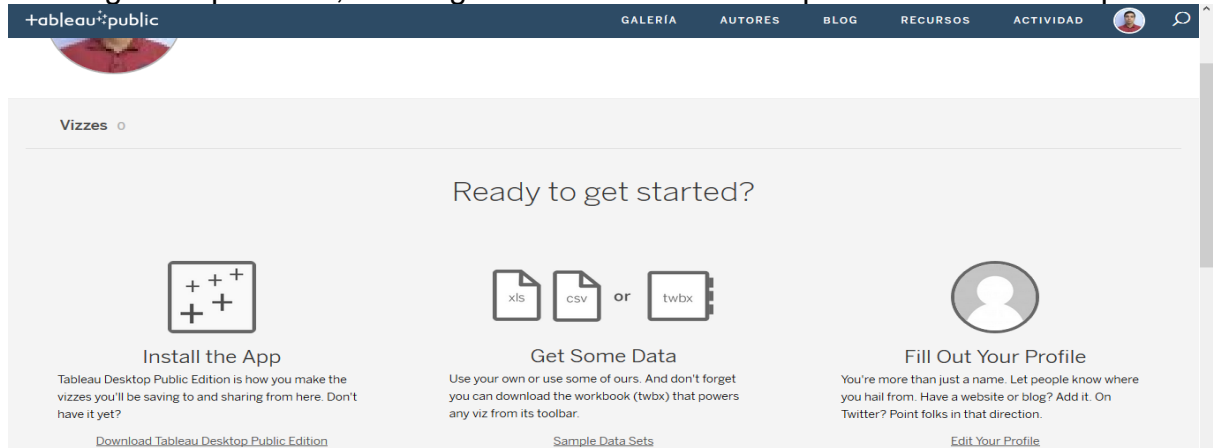 +ableau+public GALERÍA AUTORES BLOG RECURSOS ACTIVIDAD
Vizzes 0
Ready to get started?
xls csv or twbx
Install the App
Tableau Desktop Public Edition is how you make the
vizzes you'll be saving to and sharing from here. Don't
have it yet?
Download Tableau Desktop Public Edition
Get Some Data
Use your own or use some of ours. And don't forget
you can download the workbook (twbx) that powers
any viz from its toolbar.
Sample Data Sets
Fill Out Your Profile
You're more than just a name. Let people know where
you hail from. Have a website or blog? Add it. On
Twitter? Point folks in that direction.
Edit Your Profile